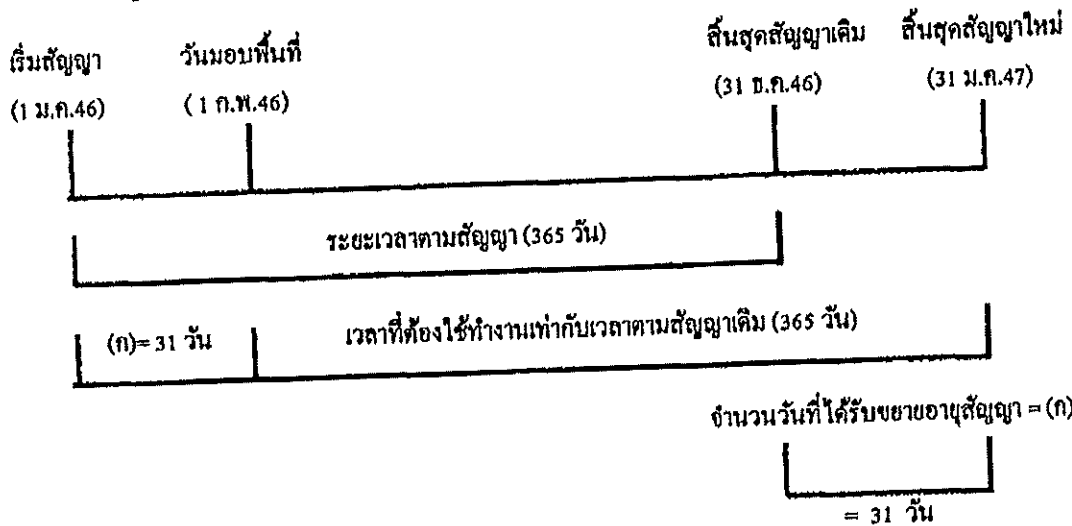 เริ่มสัญญา วันมอบพื้นที่ สิ้นสุดสัญญาเดิม สิ้นสุดสัญญาใหม่
(1 ม.ค.46) ( 1 ก.พ.46) (31 ธ.ค.46) (31 ม.ค.47)
ระยะเวลาตามสัญญา (365 วัน)
(ก)= 31 วัน เวลาที่ต้องใช้ทำงานเท่ากับเวลาตามสัญญาเดิม (365 วัน)
จำนวนวันที่ได้รับขยายอายุสัญญา = (ก)
= 31 วัน